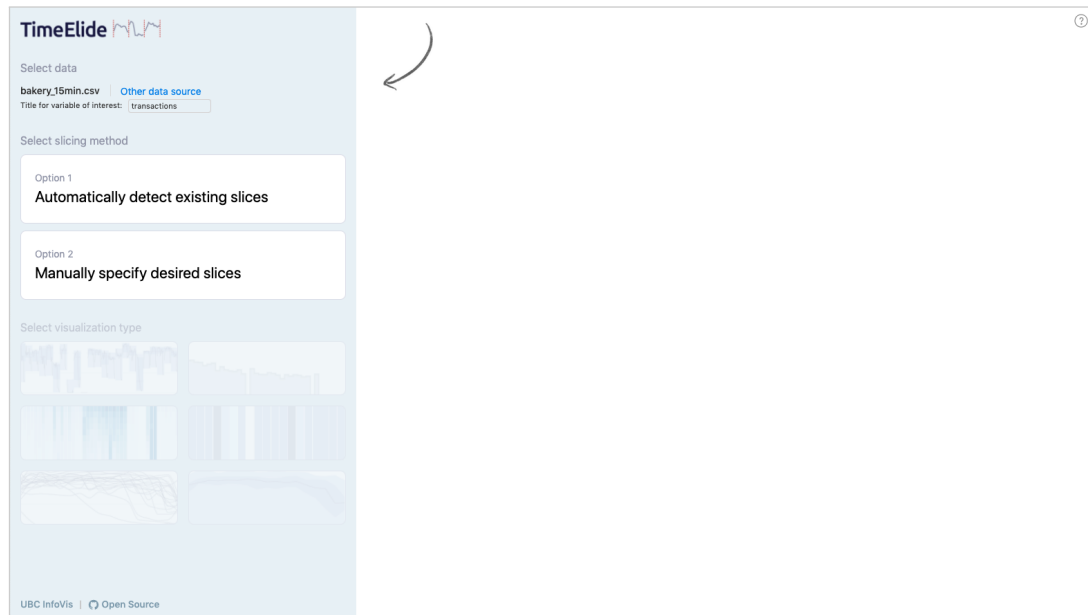 TimeElide
Select data
bakery_15min.csv | Other data source
Title for variable of interest: transactions
Select slicing method
Option 1
Automatically detect existing slices
Option 2
Manually specify desired slices
Select visualization type
UBC InfoVis | Open Source
?